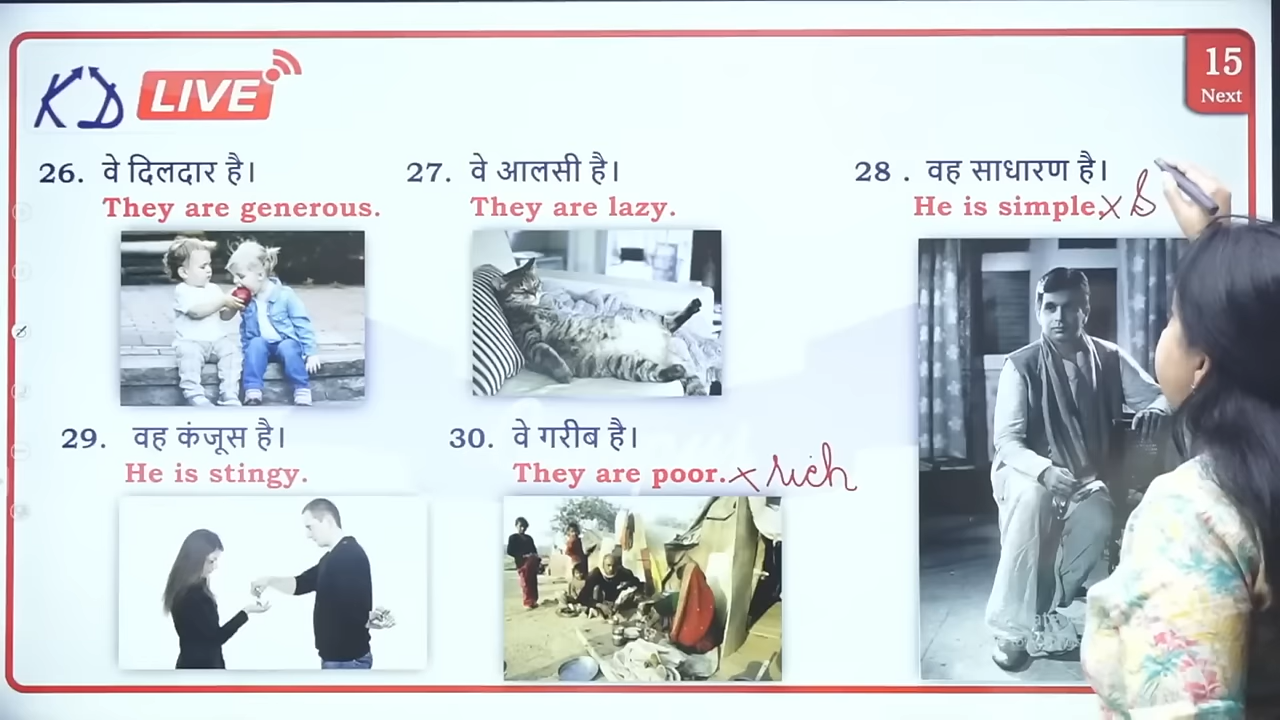 KD LIVE
15
Next
26. वे दिलदार है।
They are generous.
27. वे आलसी है।
They are lazy.
28 . वह साधारण है।
He is simple. x S
29. वह कंजूस है।
He is stingy.
30. वे गरीब है।
They are poor. x rich